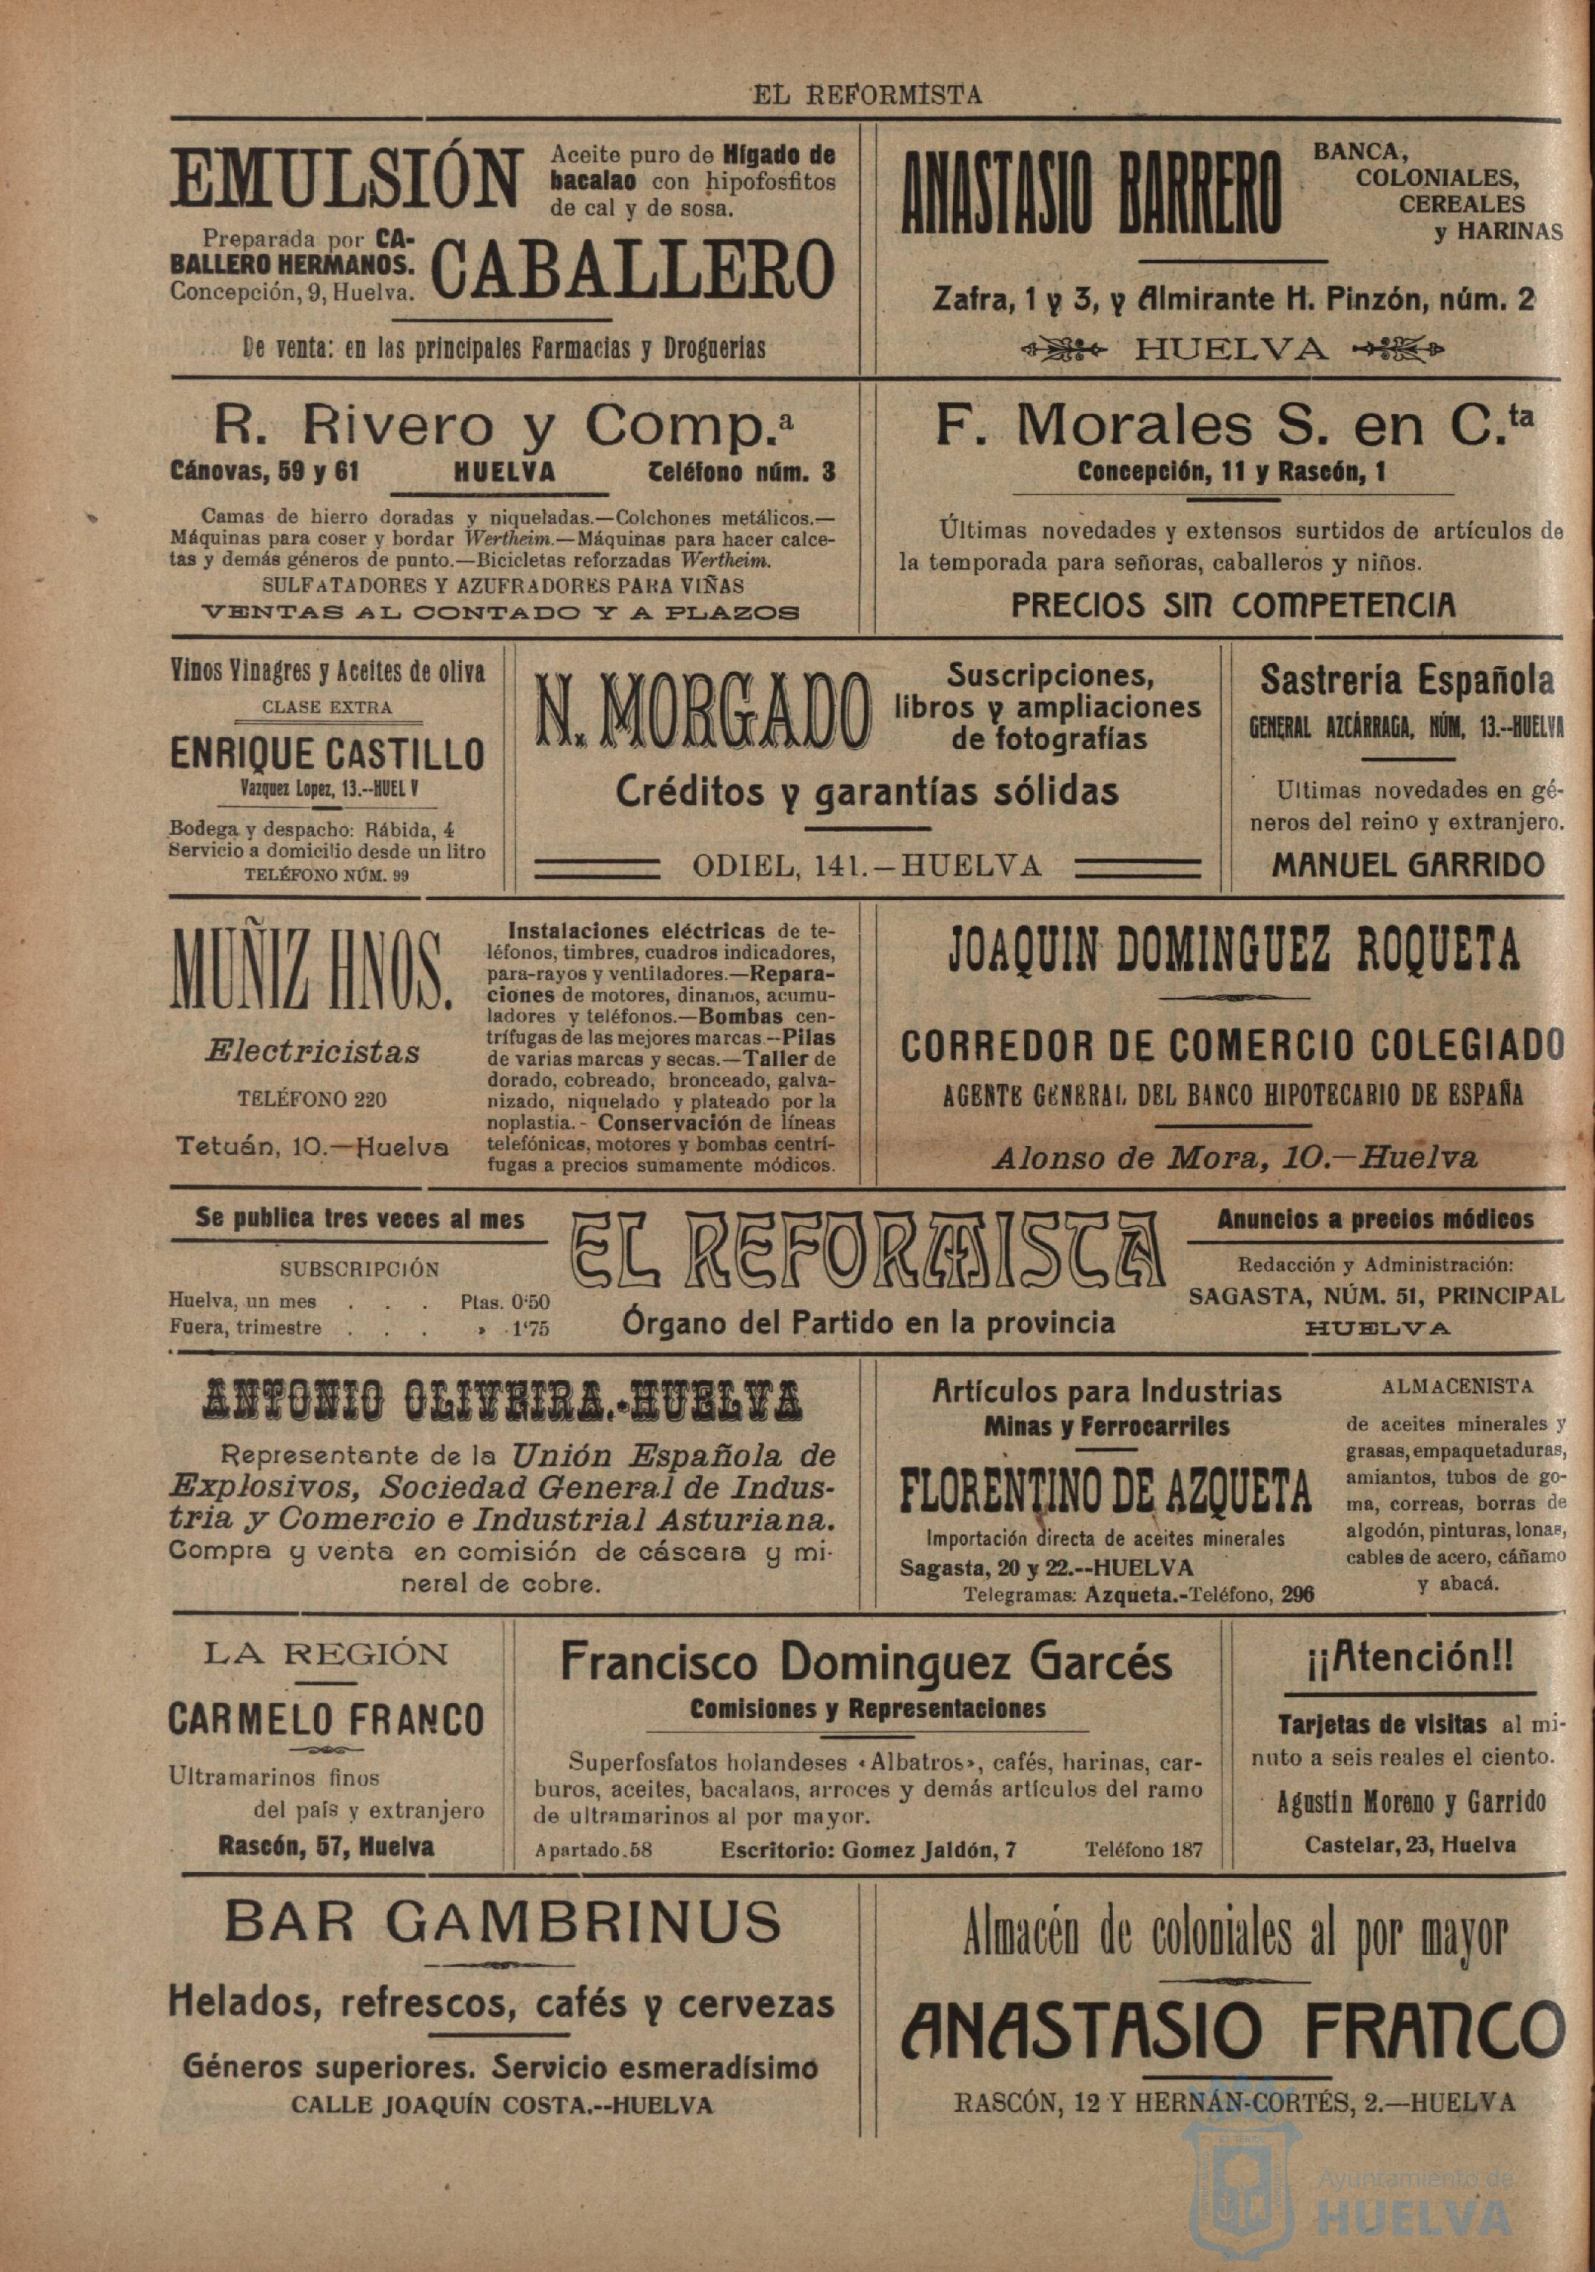 EL REFORMISTA
EMULSIÓN
Aceite puro de Hígado de
bacalao con hipofosfitos
de cal y de sosa.
Preparada por CA-
BALLERO HERMANOS.
Concepción, 9, Huelva.
CABALLERO
De venta: en las principales Farmacias y Droguerias
ANASTASIO BARRERO
BANCA,
COLONIALES,
CEREALES
y HARINAS
Zafra, 1 y 3, y Almirante H. Pinzón, núm. 2
HUELVA
R. Rivero y Comp.ª
Cánovas, 59 y 61 HUELVA Teléfono núm. 3
Camas de hierro doradas y niqueladas.—Colchones metálicos.—
Máquinas para coser y bordar Wertheim.—Máquinas para hacer calce-
tas y demás géneros de punto.—Bicicletas reforzadas Wertheim.
SULFATADORES Y AZUFRADORES PARA VIÑAS
VENTAS AL CONTADO Y A PLAZOS
F. Morales S. en C.ta
Concepción, 11 y Rascón, 1
Últimas novedades y extensos surtidos de artículos de
la temporada para señoras, caballeros y niños.
PRECIOS SIN COMPETENCIA
Vinos Vinagres y Aceites de oliva
CLASE EXTRA
ENRIQUE CASTILLO
Vazquez Lopez, 13.--HUEL V
Bodega y despacho: Rábida, 4
Servicio a domicilio desde un litro
TELÉFONO NÚM. 99
N. MORGADO
Suscripciones,
libros y ampliaciones
de fotografías
Créditos y garantías sólidas
ODIEL, 141.—HUELVA
Sastrería Española
GENERAL AZCÁRRAGA, NÚM, 13.--HUELVA
Ultimas novedades en gé-
neros del reino y extranjero.
MANUEL GARRIDO
MUÑIZ HNOS.
Electricistas
TELÉFONO 220
Tetuán, 10.—Huelva
Instalaciones eléctricas de te-
léfonos, timbres, cuadros indicadores,
para-rayos y ventiladores.—Repara-
ciones de motores, dinamos, acumu-
ladores y teléfonos.—Bombas cen-
trífugas de las mejores marcas.--Pilas
de varias marcas y secas.—Taller de
dorado, cobreado, bronceado, galva-
nizado, niquelado y plateado por la
noplastia.- Conservación de líneas
telefónicas, motores y bombas centrí-
fugas a precios sumamente módicos.
JOAQUIN DOMINGUEZ ROQUETA
CORREDOR DE COMERCIO COLEGIADO
AGENTE GENERAL DEL BANCO HIPOTECARIO DE ESPAÑA
Alonso de Mora, 10.—Huelva
Se publica tres veces al mes
SUBSCRIPCIÓN
Huelva, un mes . . . Ptas. 0'50
Fuera, trimestre . . . » 1'75
EL REFORMISTA
Órgano del Partido en la provincia
Anuncios a precios módicos
Redacción y Administración:
SAGASTA, NÚM. 51, PRINCIPAL
HUELVA
ANTONIO OLIVEIRA.-HUELVA
Representante de la Unión Española de
Explosivos, Sociedad General de Indus-
tria y Comercio e Industrial Asturiana.
Compra y venta en comisión de cáscara y mi-
neral de cobre.
Artículos para Industrias
Minas y Ferrocarriles
FLORENTINO DE AZQUETA
Importación directa de aceites minerales
Sagasta, 20 y 22.--HUELVA
Telegramas: Azqueta.-Teléfono, 296
ALMACENISTA
de aceites minerales y
grasas, empaquetaduras,
amiantos, tubos de go-
ma, correas, borras de
algodón, pinturas, lonas,
cables de acero, cáñamo
y abacá.
LA REGIÓN
CARMELO FRANCO
Ultramarinos finos
del país y extranjero
Rascón, 57, Huelva
Francisco Dominguez Garcés
Comisiones y Representaciones
Superfosfatos holandeses «Albatros», cafés, harinas, car-
buros, aceites, bacalaos, arroces y demás artículos del ramo
de ultramarinos al por mayor.
Apartado.58 Escritorio: Gomez Jaldón, 7 Teléfono 187
¡¡Atención!!
Tarjetas de visitas al mi-
nuto a seis reales el ciento.
Agustín Moreno y Garrido
Castelar, 23, Huelva
BAR GAMBRINUS
Helados, refrescos, cafés y cervezas
Géneros superiores. Servicio esmeradísimo
CALLE JOAQUÍN COSTA.--HUELVA
Almacén de coloniales al por mayor
ANASTASIO FRANCO
RASCÓN, 12 Y HERNÁN-CORTÉS, 2.—HUELVA
Ayuntamiento de
HUELVA